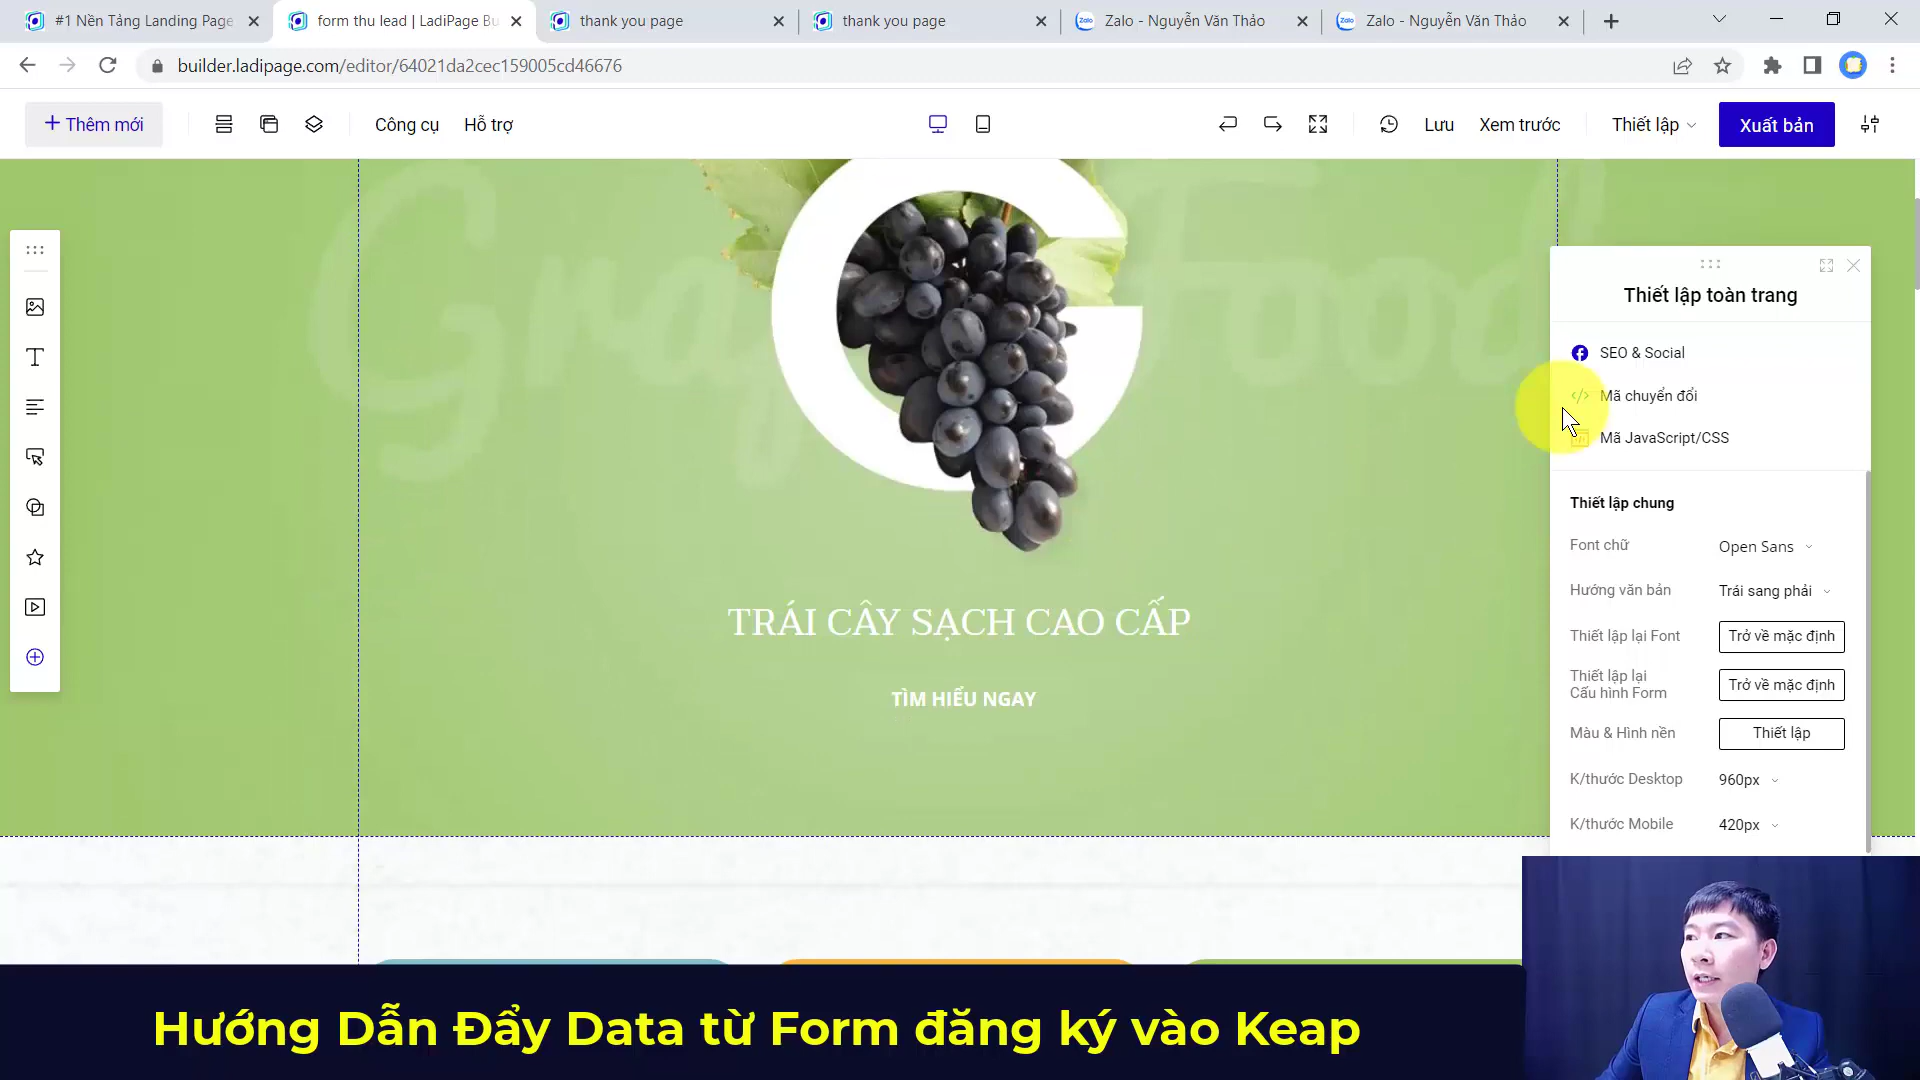 #1 Nền Tảng Landing Page
form thu lead | LadiPage Bu
thank you page
thank you page
Zalo - Nguyễn Văn Thảo
Zalo - Nguyễn Văn Thảo
builder.ladipage.com/editor/64021da2cec159005cd46676
Thêm mới
Công cụ
Hỗ trợ
Lưu
Xem trước
Thiết lập
Xuất bản
Grape Food
Thiết lập toàn trang
SEO & Social
Mã chuyển đổi
Mã JavaScript/CSS
Thiết lập chung
Font chữ
Open Sans
Hướng văn bản
Trái sang phải
Thiết lập lại Font
Trở về mặc định
Thiết lập lại
Cấu hình Form
Trở về mặc định
Màu & Hình nền
Thiết lập
K/thước Desktop
960px
K/thước Mobile
420px
TRÁI CÂY SẠCH CAO CẤP
TÌM HIỂU NGAY
Hướng Dẫn Đẩy Data từ Form đăng ký vào Keap